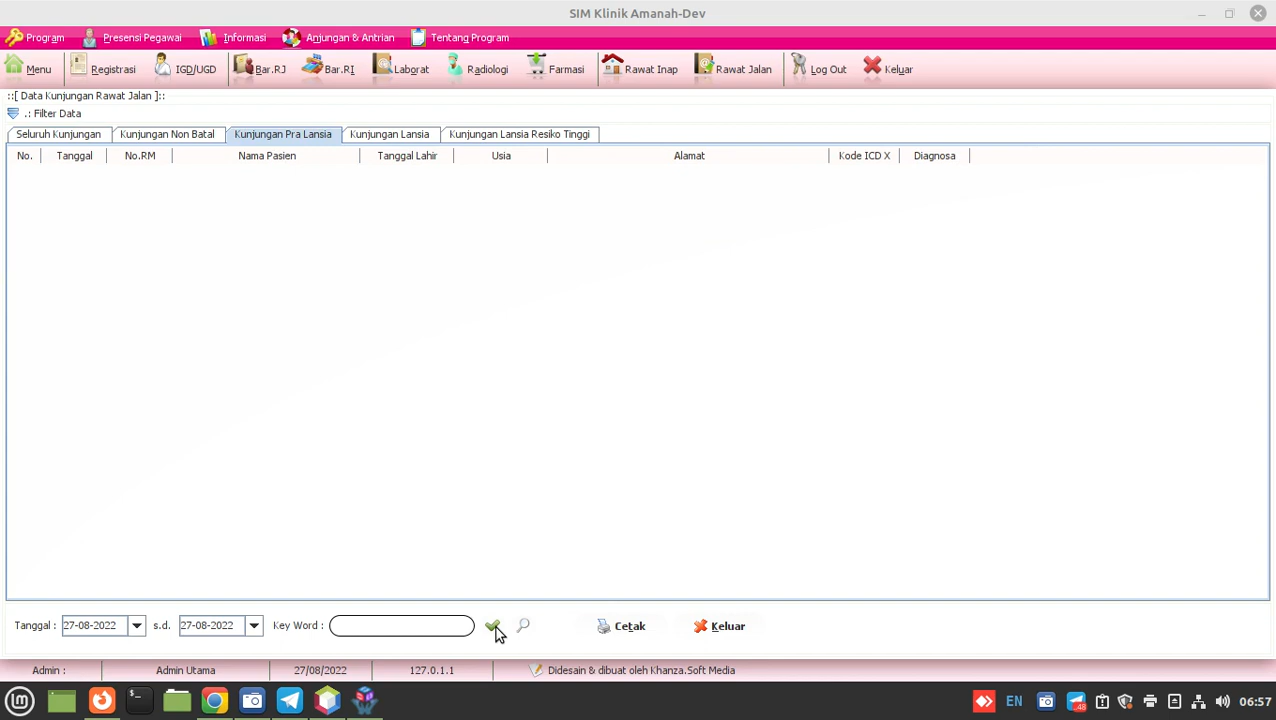 SIM Klinik Amanah-Dev
Program Presensi Pegawai Informasi Anjungan & Antrian Tentang Program
Menu Registrasi IGD/UGD Bar.RJ Bar.RI Laborat Radiologi Farmasi Rawat Inap Rawat Jalan Log Out Keluar
::[ Data Kunjungan Rawat Jalan ]::
.: Filter Data
Seluruh Kunjungan Kunjungan Non Batal Kunjungan Pra Lansia Kunjungan Lansia Kunjungan Lansia Resiko Tinggi
No. Tanggal No.RM Nama Pasien Tanggal Lahir Usia Alamat Kode ICD X Diagnosa
Tanggal : 27-08-2022 s.d. 27-08-2022 Key Word : Cetak Keluar
Admin : Admin Utama 27/08/2022 127.0.1.1 Didesain & dibuat oleh Khanza.Soft Media
EN 48 06:57